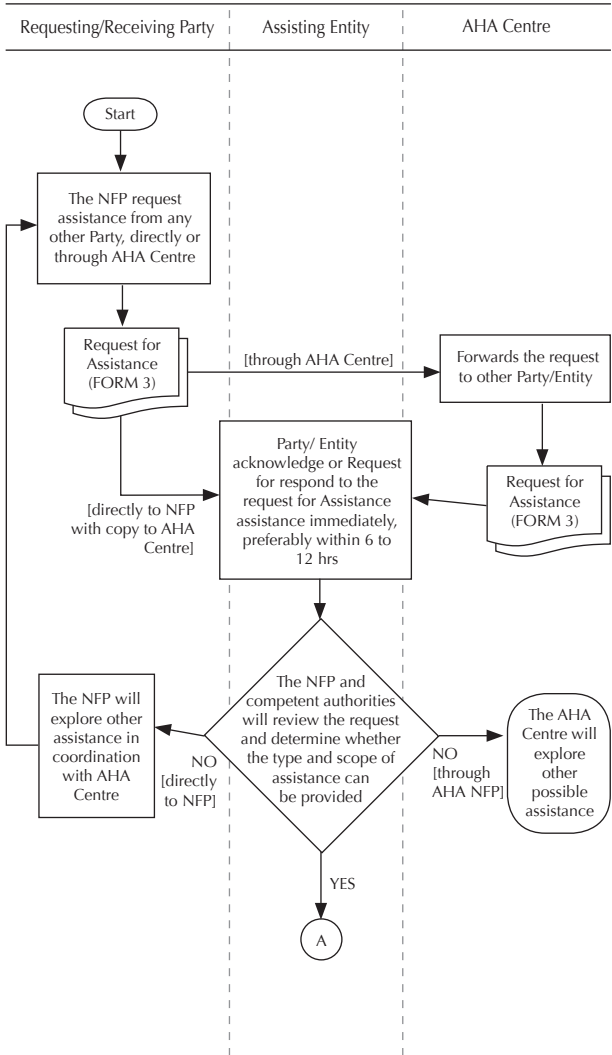 Requesting/Receiving Party
Assisting Entity
AHA Centre
Start
The NFP request
assistance from any
other Party, directly or
through AHA Centre
Request for
Assistance
(FORM 3)
[through AHA Centre]
Forwards the request
to other Party/Entity
[directly to NFP
with copy to AHA
Centre]
Party/ Entity
acknowledge or Request
for respond to the
request for Assistance
assistance immediately,
preferably within 6 to
12 hrs
Request for
Assistance
(FORM 3)
The NFP will
explore other
assistance in
coordination
with AHA
Centre
NO
[directly
to NFP]
The NFP and
competent authorities
will review the request
and determine whether
the type and scope of
assistance can
be provided
NO
[through
AHA NFP]
The AHA
Centre will
explore
other
possible
assistance
YES
A